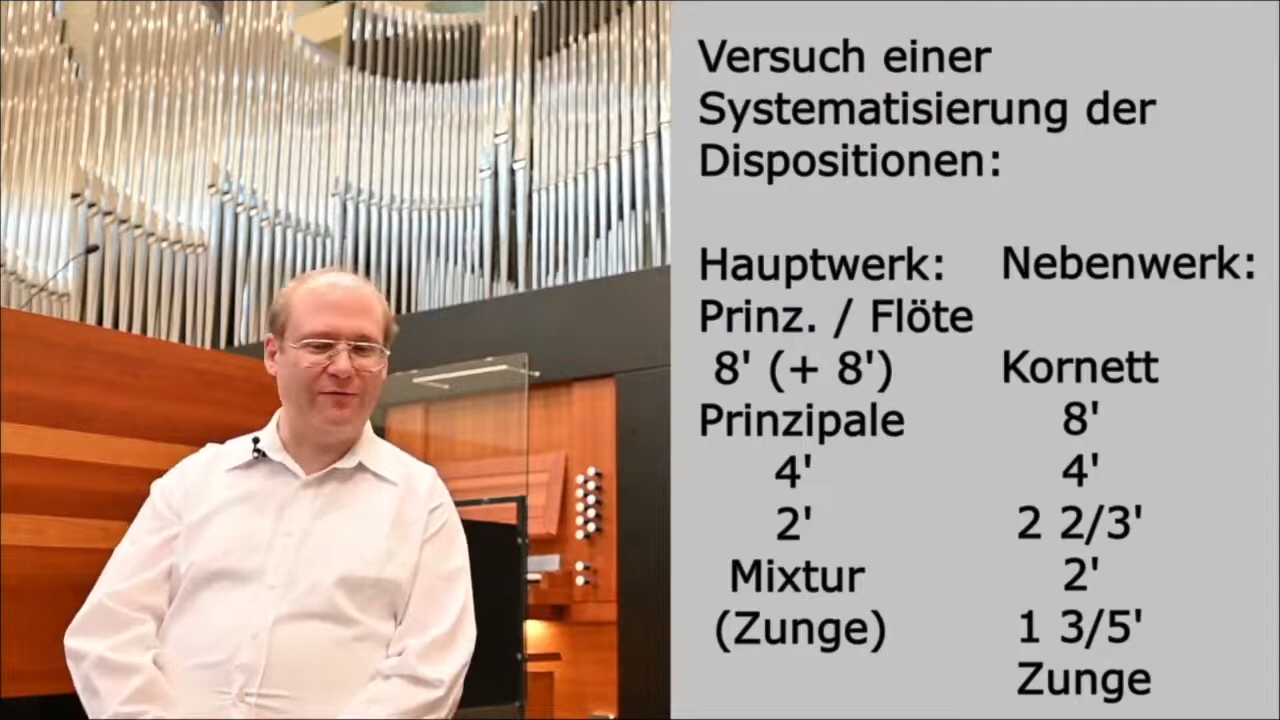 Versuch einer
Systematisierung der
Dispositionen:
Hauptwerk:
Prinz. / Flöte
8' (+ 8')
Prinzipale
4'
2'
Mixtur
(Zunge)
Nebenwerk:
Kornett
8'
4'
2 2/3'
2'
1 3/5'
Zunge